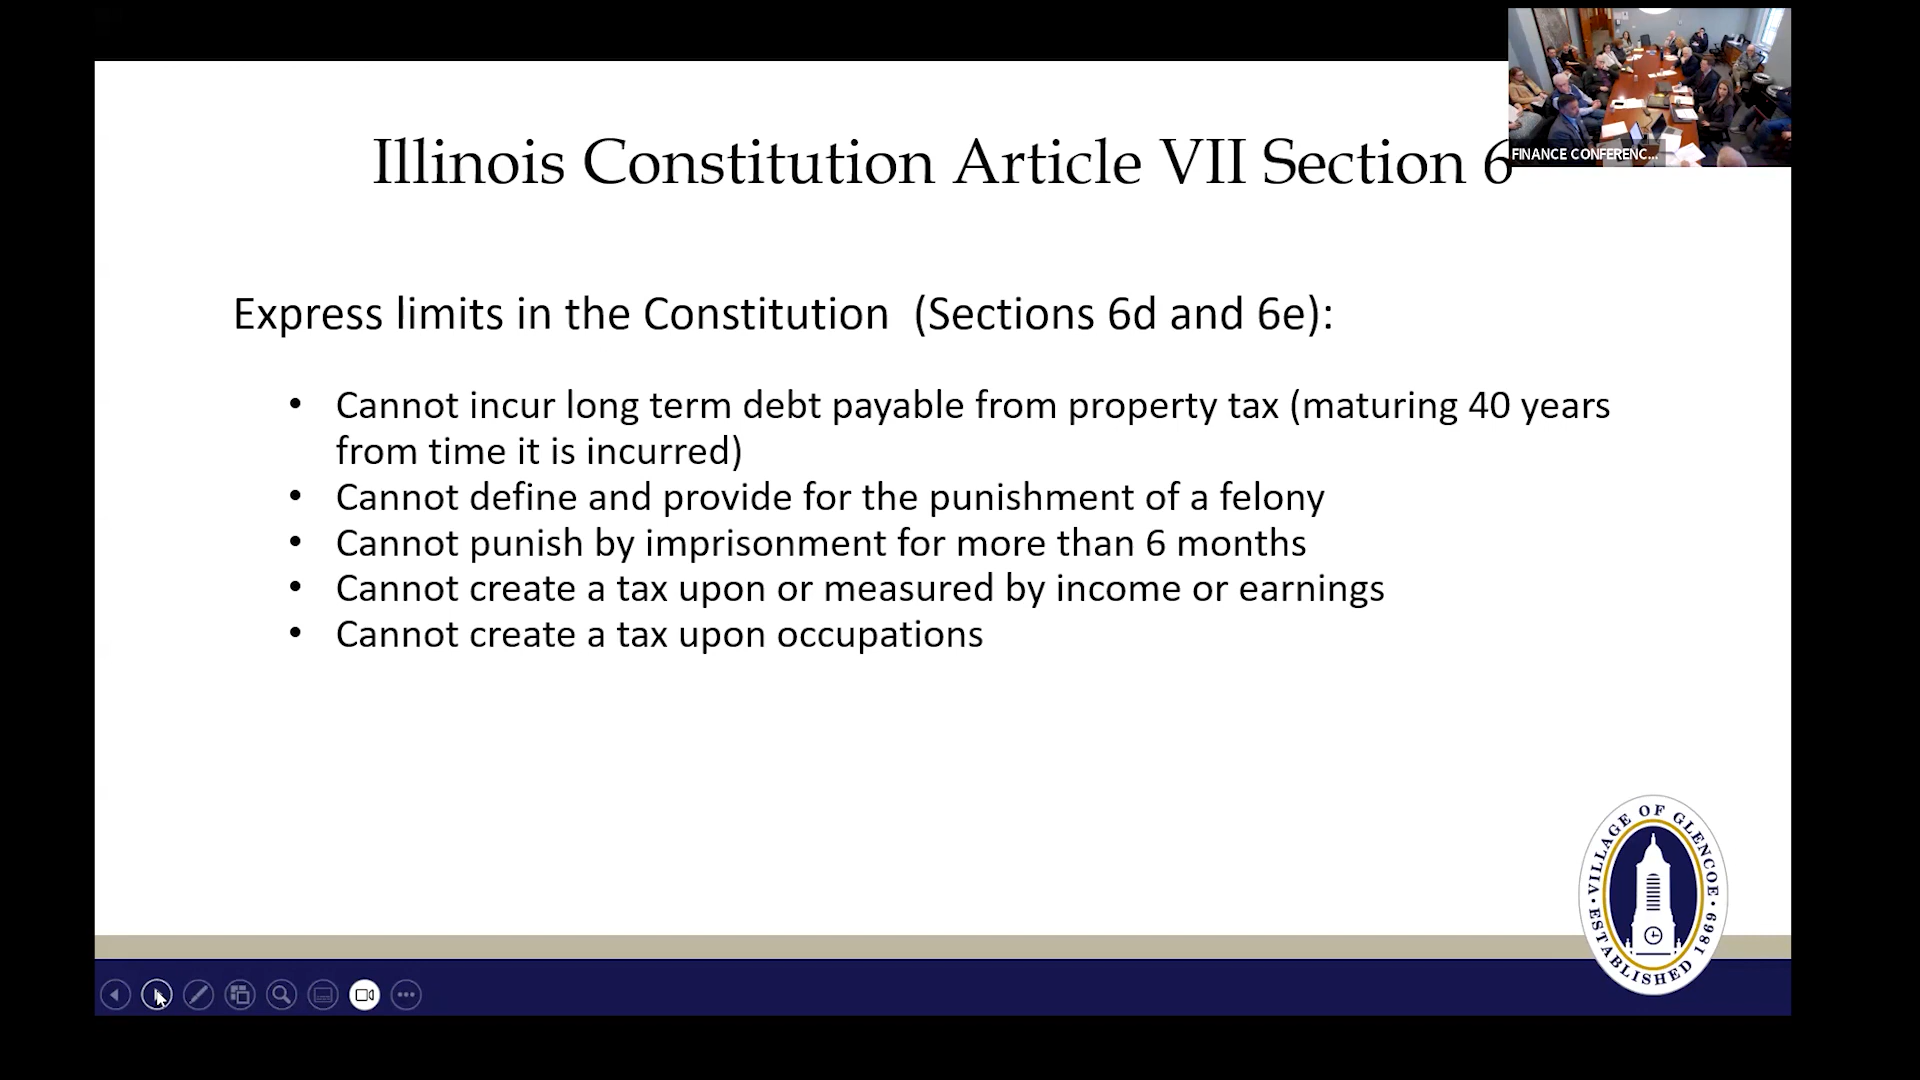 Illinois Constitution Article VII Section 6
FINANCE CONFERENC...
Express limits in the Constitution (Sections 6d and 6e):
• Cannot incur long term debt payable from property tax (maturing 40 years
from time it is incurred)
• Cannot define and provide for the punishment of a felony
• Cannot punish by imprisonment for more than 6 months
• Cannot create a tax upon or measured by income or earnings
• Cannot create a tax upon occupations
VILLAGE OF GLENCOE
ESTABLISHED 1869